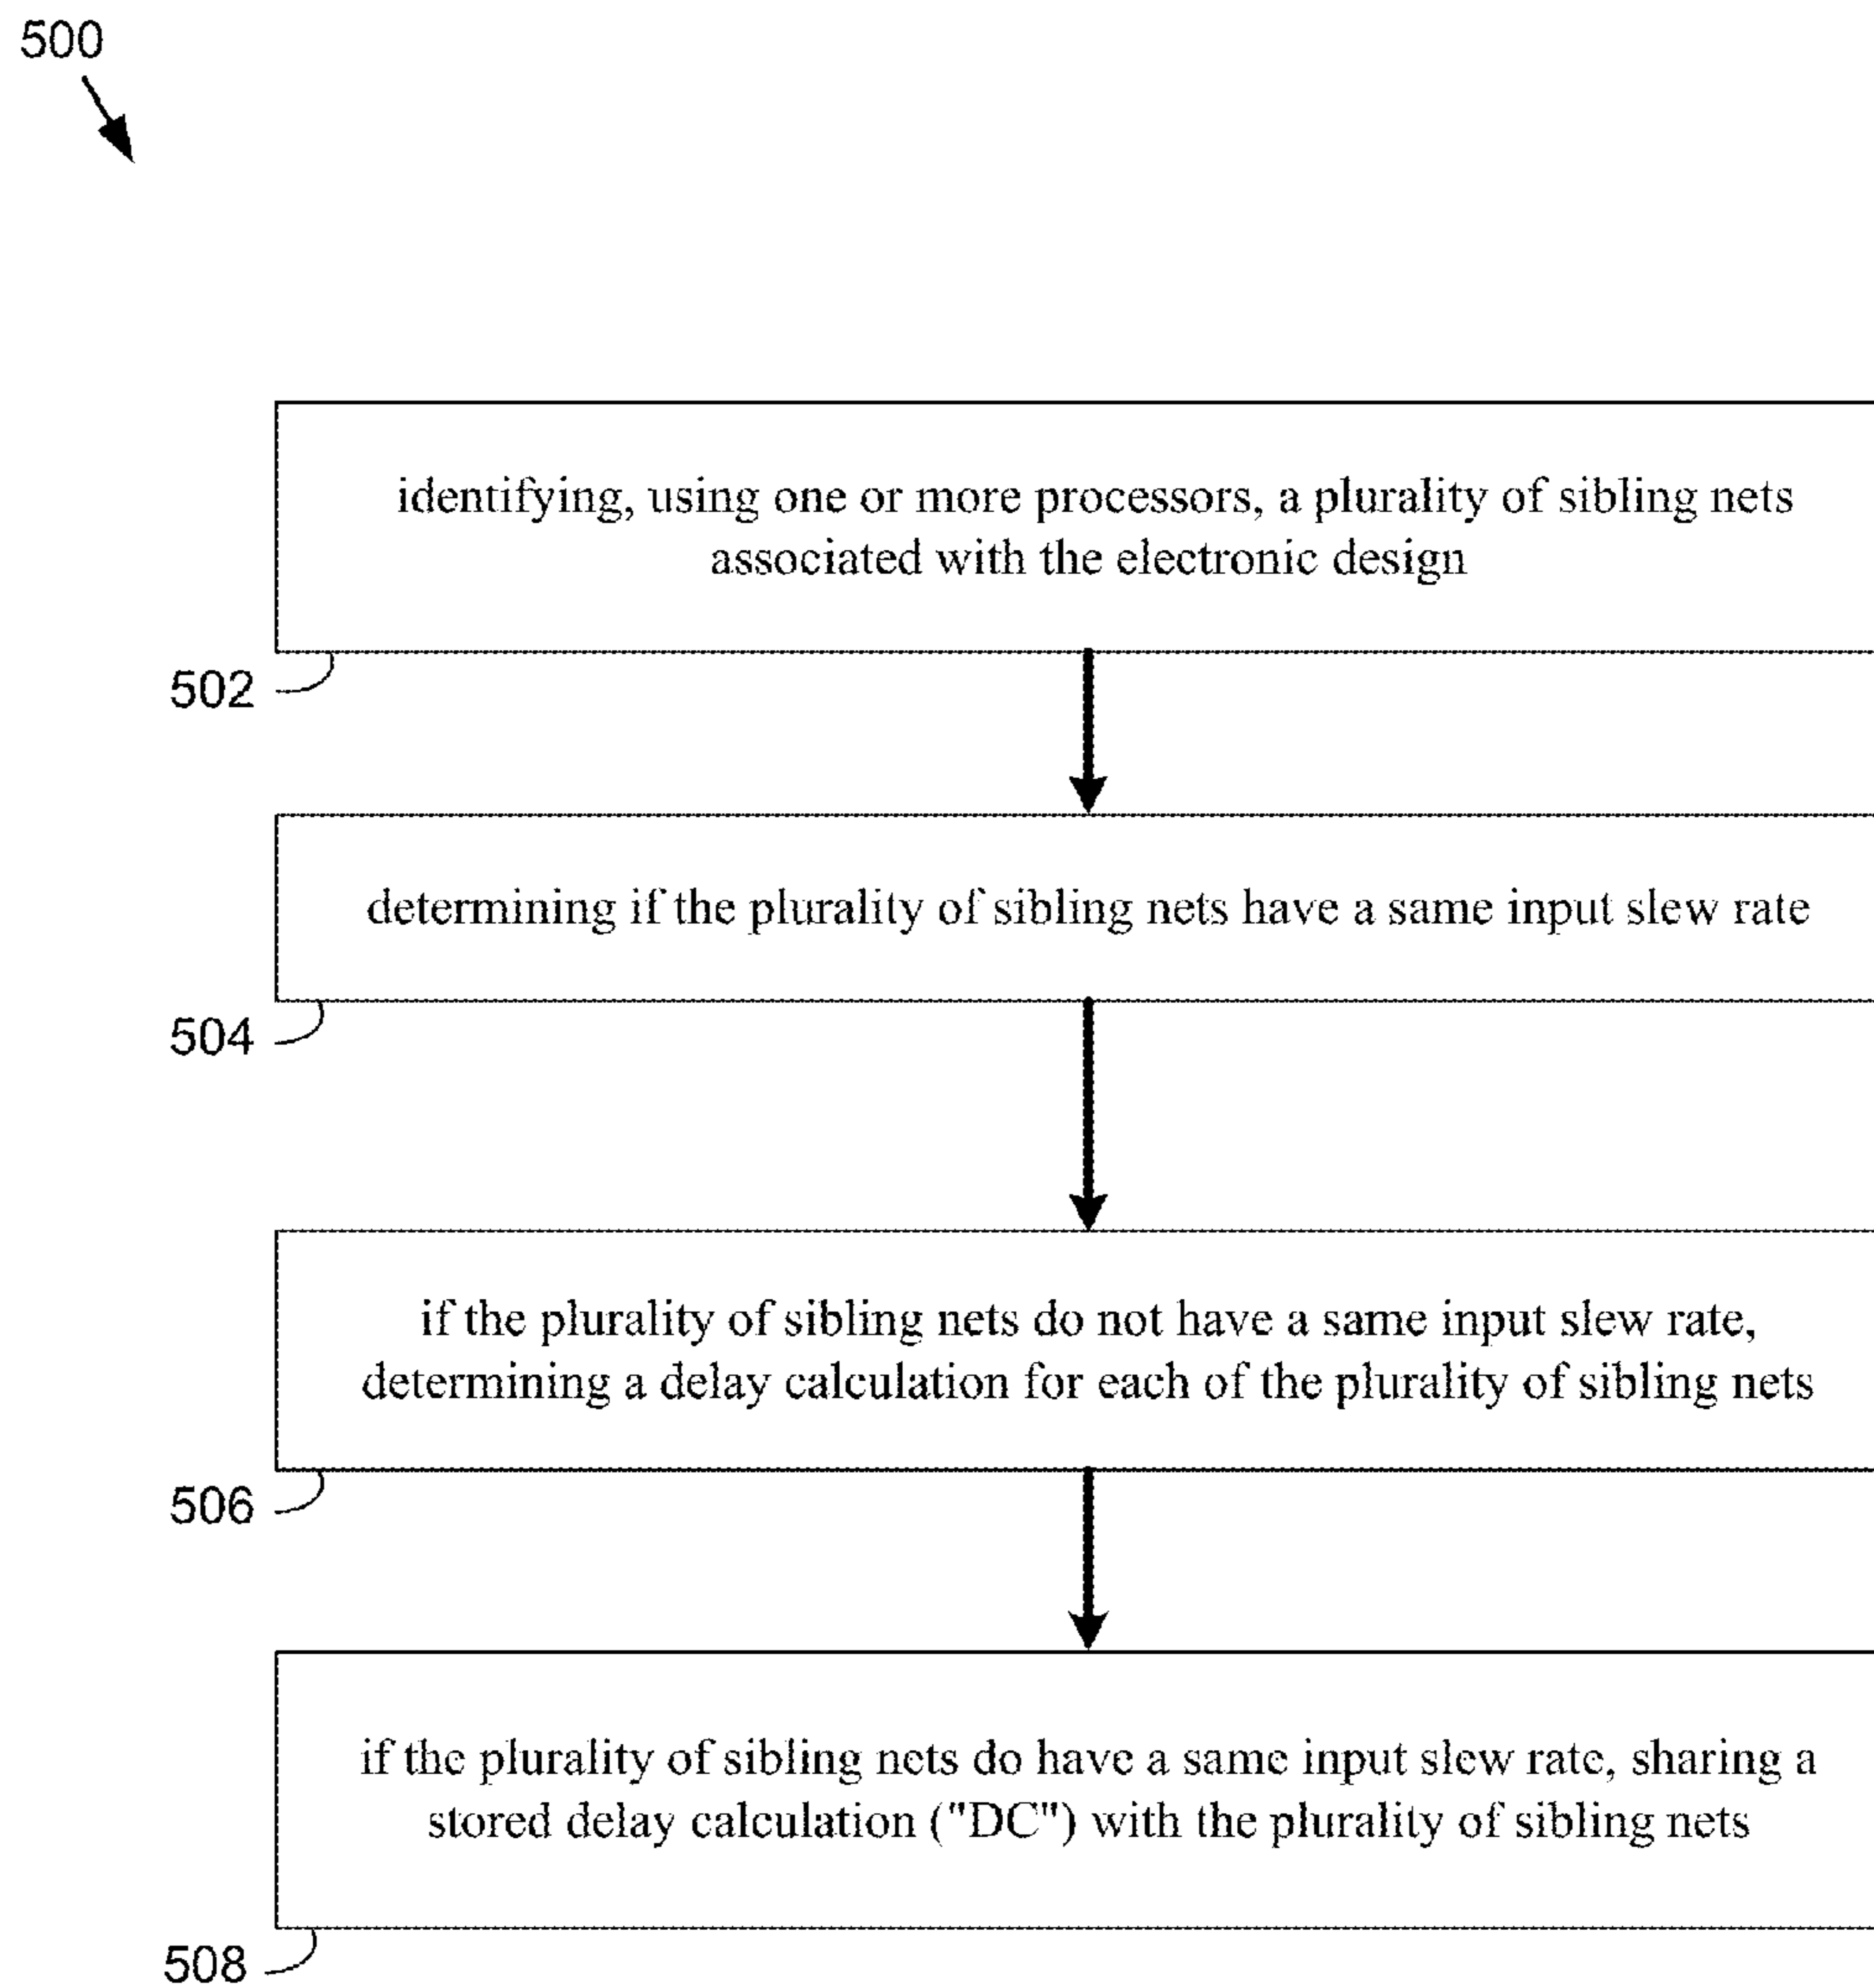 500
identifying, using one or more processors, a plurality of sibling nets
associated with the electronic design
502
determining if the plurality of sibling nets have a same input slew rate
504
if the plurality of sibling nets do not have a same input slew rate,
determining a delay calculation for each of the plurality of sibling nets
506
if the plurality of sibling nets do have a same input slew rate, sharing a
stored delay calculation ("DC") with the plurality of sibling nets
508